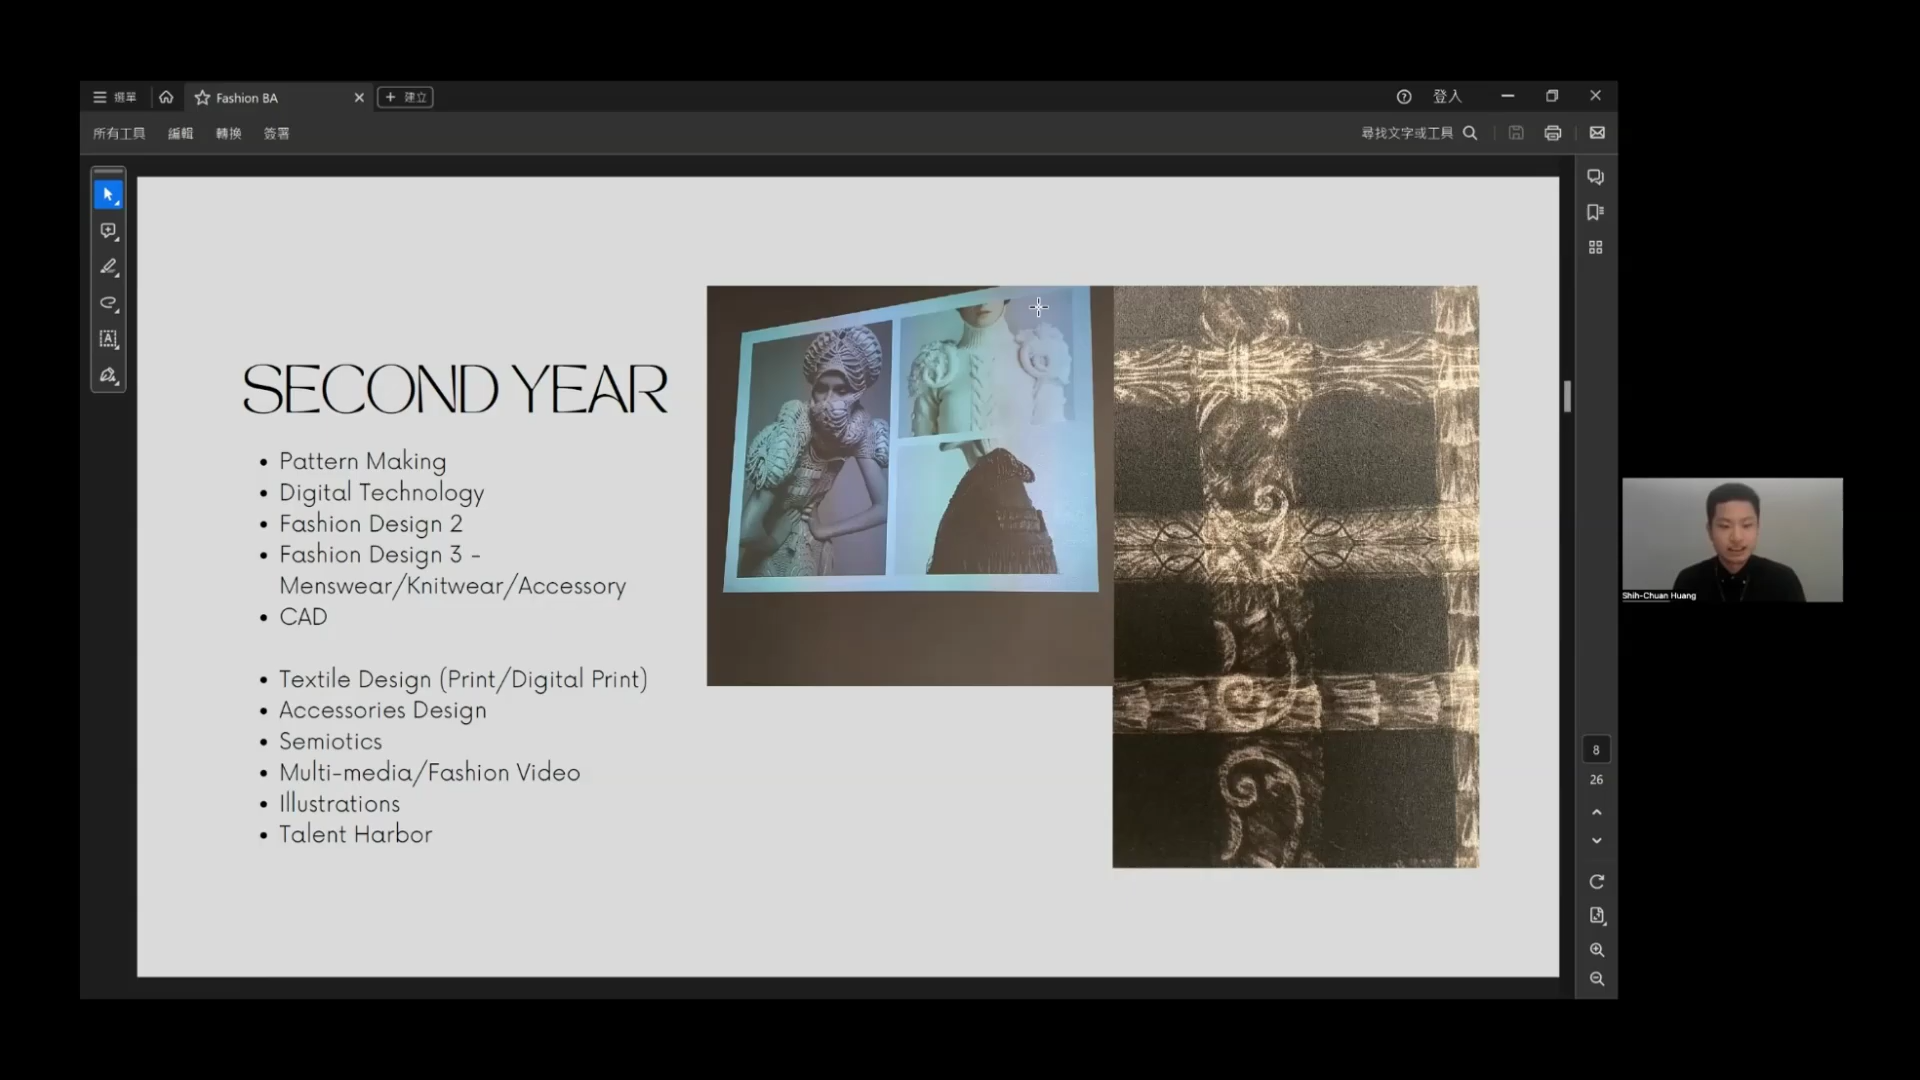 選單
Fashion BA
建立
登入
所有工具
編輯
轉換
簽署
尋找文字或工具
SECOND YEAR
• Pattern Making
• Digital Technology
• Fashion Design 2
• Fashion Design 3 -
Menswear/Knitwear/Accessory
• CAD
• Textile Design (Print/Digital Print)
• Accessories Design
• Semiotics
• Multi-media/Fashion Video
• Illustrations
• Talent Harbor
8
26
Shih-Chuan Huang